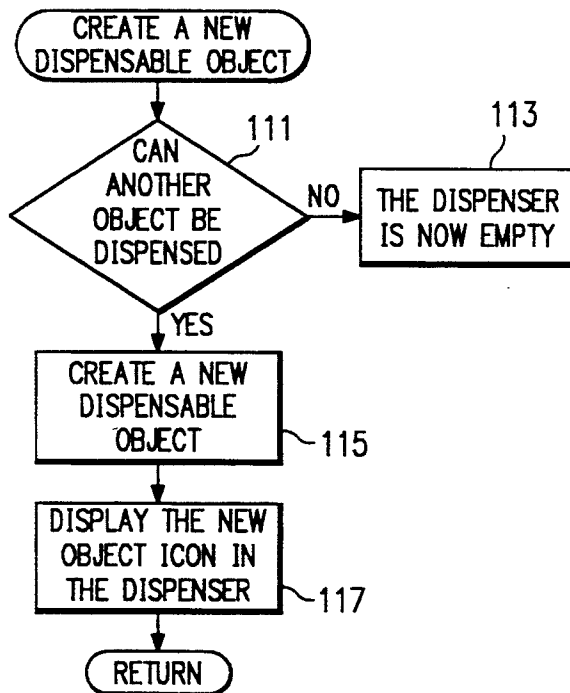 CREATE A NEW
DISPENSABLE OBJECT
111
CAN
ANOTHER
OBJECT BE
DISPENSED
NO
113
THE DISPENSER
IS NOW EMPTY
YES
CREATE A NEW
DISPENSABLE
OBJECT
115
DISPLAY THE NEW
OBJECT ICON IN
THE DISPENSER
117
RETURN